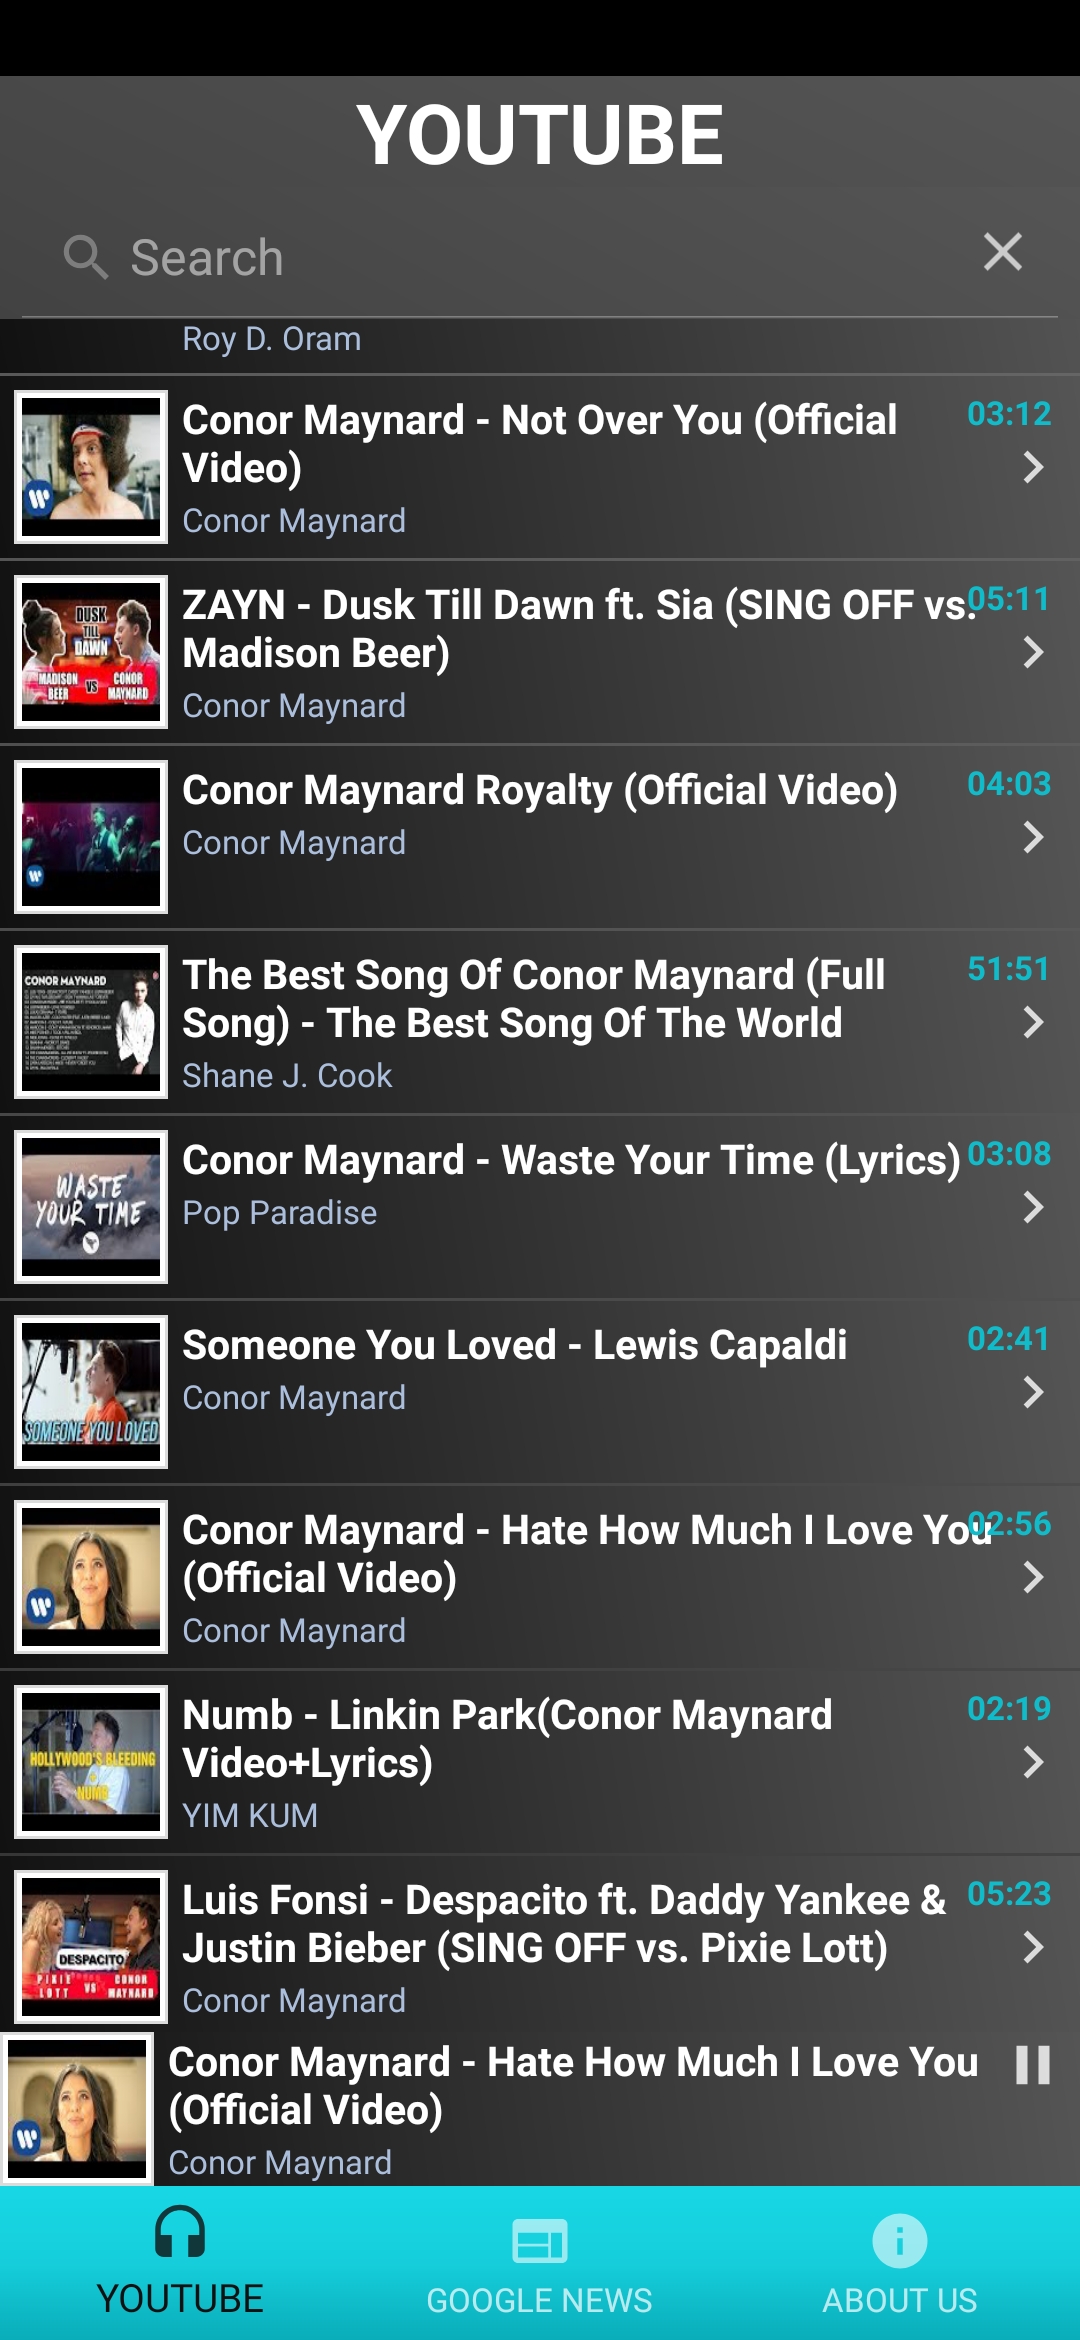 YOUTUBE
Search
Roy D. Oram
Conor Maynard - Not Over You (Official
Video)
Conor Maynard
03:12
DUSK
TILL
DAWN
MADISON
BEER
VS
CONOR
MAYNARD
ZAYN - Dusk Till Dawn ft. Sia (SING OFF vs.
Madison Beer)
Conor Maynard
05:11
Conor Maynard Royalty (Official Video)
Conor Maynard
04:03
CONOR MAYNARD
The Best Song Of Conor Maynard (Full
Song) - The Best Song Of The World
Shane J. Cook
51:51
WASTE
YOUR TIME
Conor Maynard - Waste Your Time (Lyrics)
Pop Paradise
03:08
SOMEONE YOU LOVED
Someone You Loved - Lewis Capaldi
Conor Maynard
02:41
Conor Maynard - Hate How Much I Love You
(Official Video)
Conor Maynard
02:56
HOLLYWOOD'S BLEEDING
+
NUMB
Numb - Linkin Park(Conor Maynard
Video+Lyrics)
YIM KUM
02:19
DESPACITO
PIXIE
LOTT
VS
CONOR
MAYNARD
Luis Fonsi - Despacito ft. Daddy Yankee &
Justin Bieber (SING OFF vs. Pixie Lott)
Conor Maynard
05:23
Conor Maynard - Hate How Much I Love You
(Official Video)
Conor Maynard
YOUTUBE
GOOGLE NEWS
ABOUT US